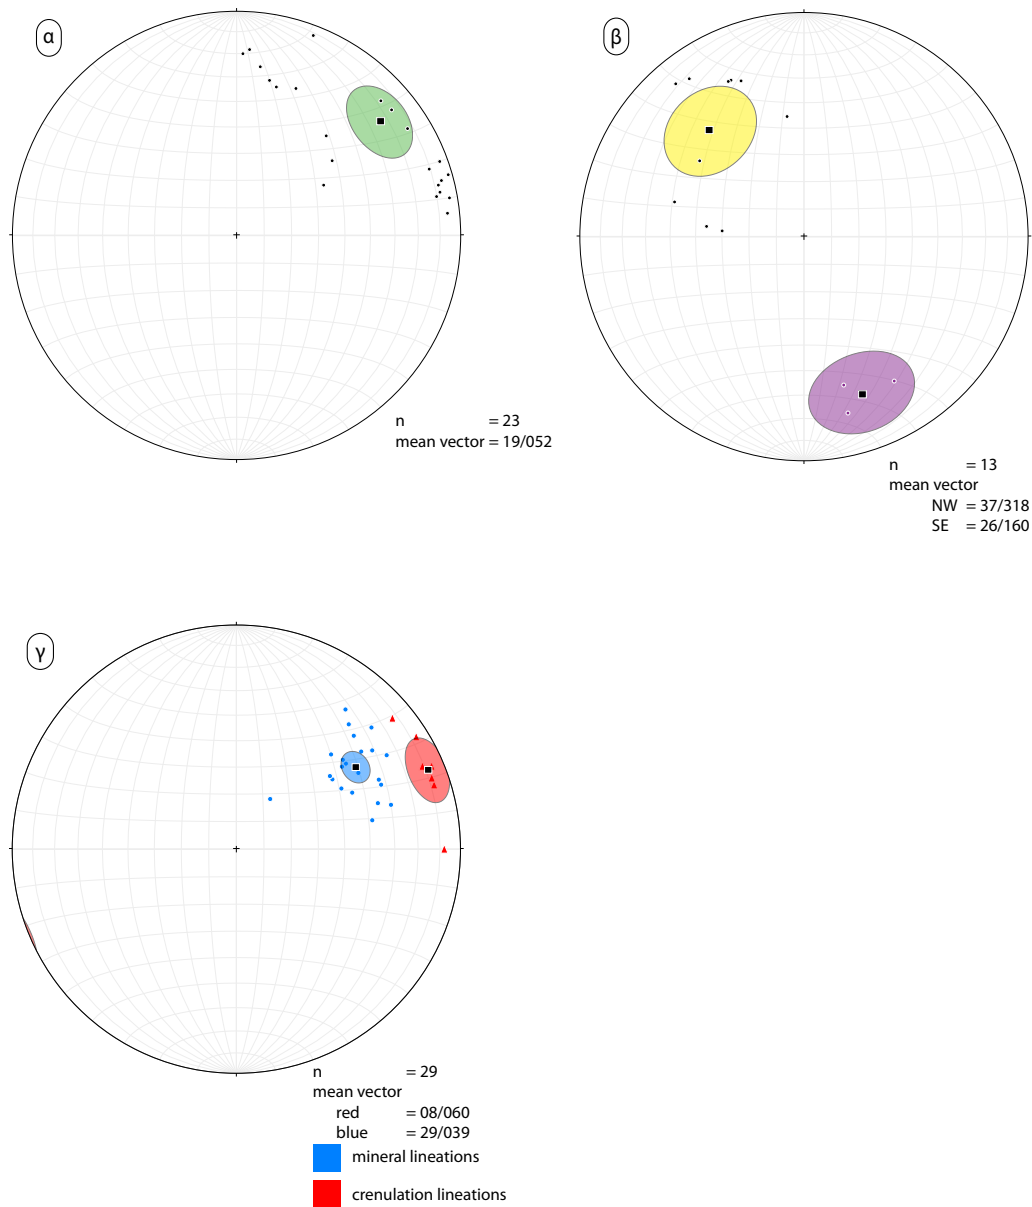 α
n = 23
mean vector = 19/052
β
n = 13
mean vector
NW = 37/318
SE = 26/160
γ
n = 29
mean vector
red = 08/060
blue = 29/039
mineral lineations
crenulation lineations